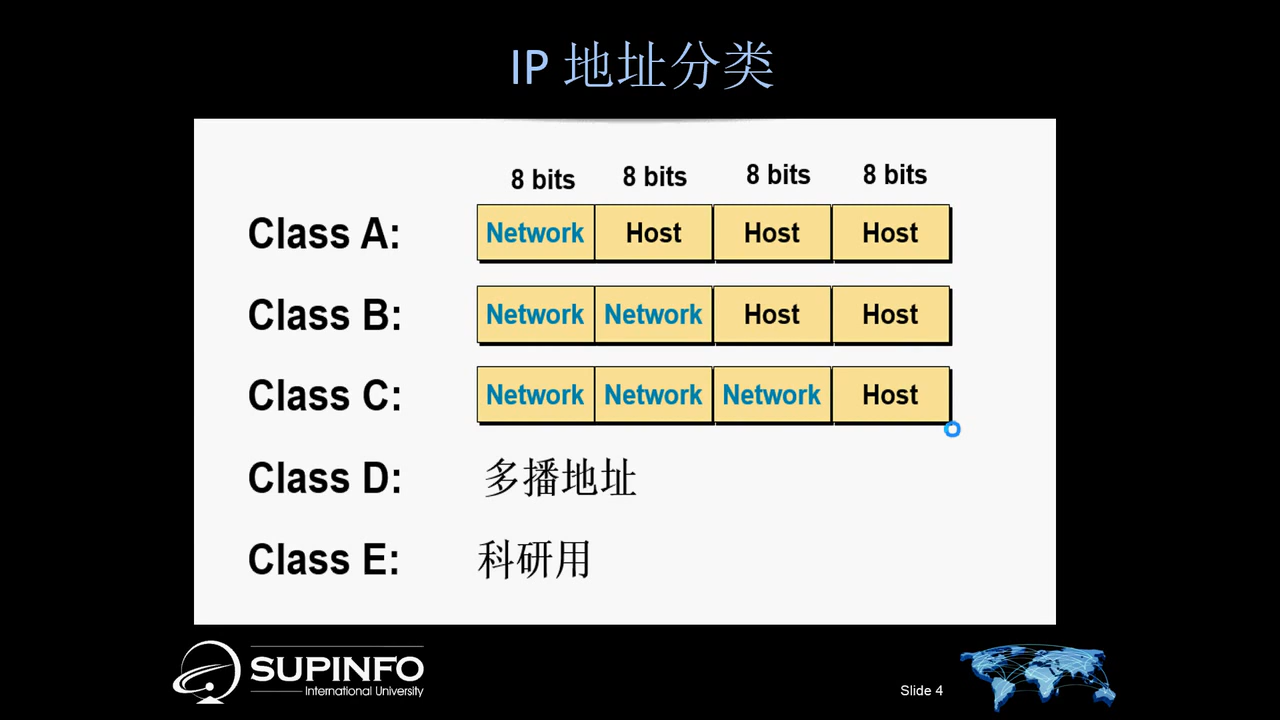 IP 地址分类
8 bits 8 bits 8 bits 8 bits
Class A: Network Host Host Host
Class B: Network Network Host Host
Class C: Network Network Network Host
Class D: 多播地址
Class E: 科研用
SUPINFO
International University
Slide 4